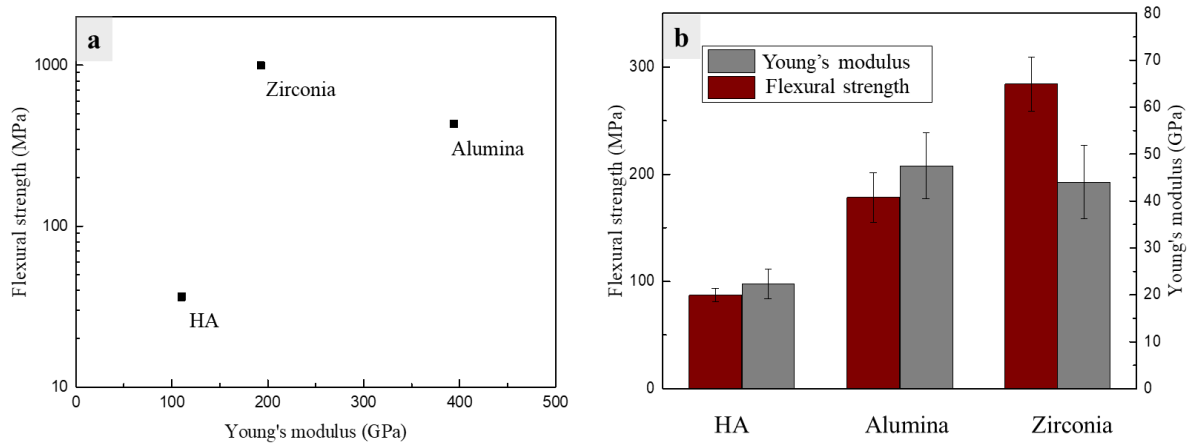 a
1000
100
10
Flexural strength (MPa)
Zirconia
Alumina
HA
0 100 200 300 400 500
Young's modulus (GPa)
b
Young’s modulus
Flexural strength
300
200
100
0
Flexural strength (MPa)
80
70
60
50
40
30
20
10
0
Young's modulus (GPa)
HA Alumina Zirconia